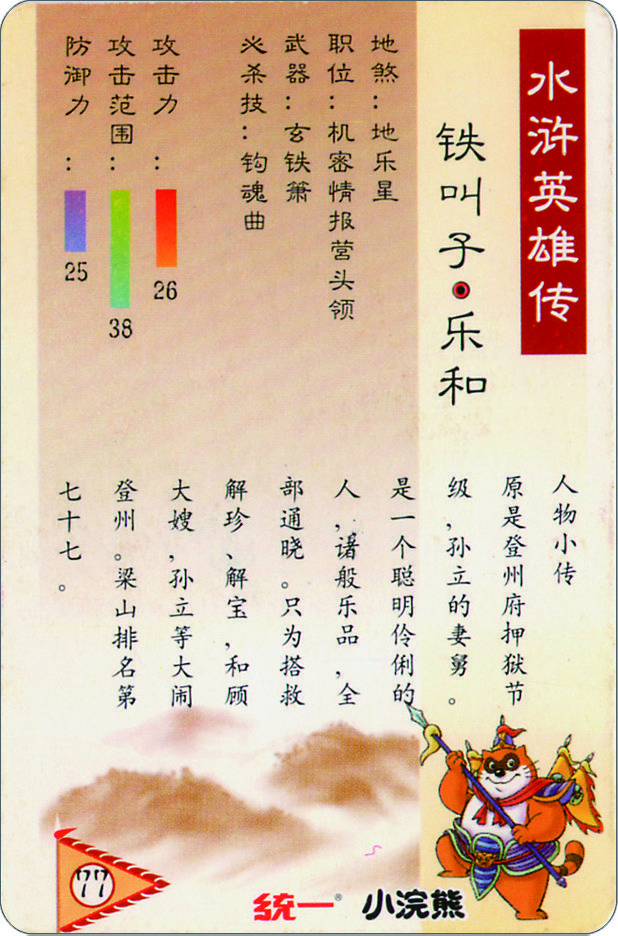 水浒英雄传
铁叫子·乐和
地煞：地乐星
职位：机密情报营头领
武器：玄铁箫
必杀技：钩魂曲
攻击力：
26
攻击范围：
38
防御力：
25
人物小传
原是登州府押狱节
级，孙立的妻舅。
是一个聪明伶俐的
人，诸般乐品，全
部通晓。只为搭救
解珍、解宝，和顾
大嫂，孙立等大闹
登州。梁山排名第
七十七。
77
统一® 小浣熊